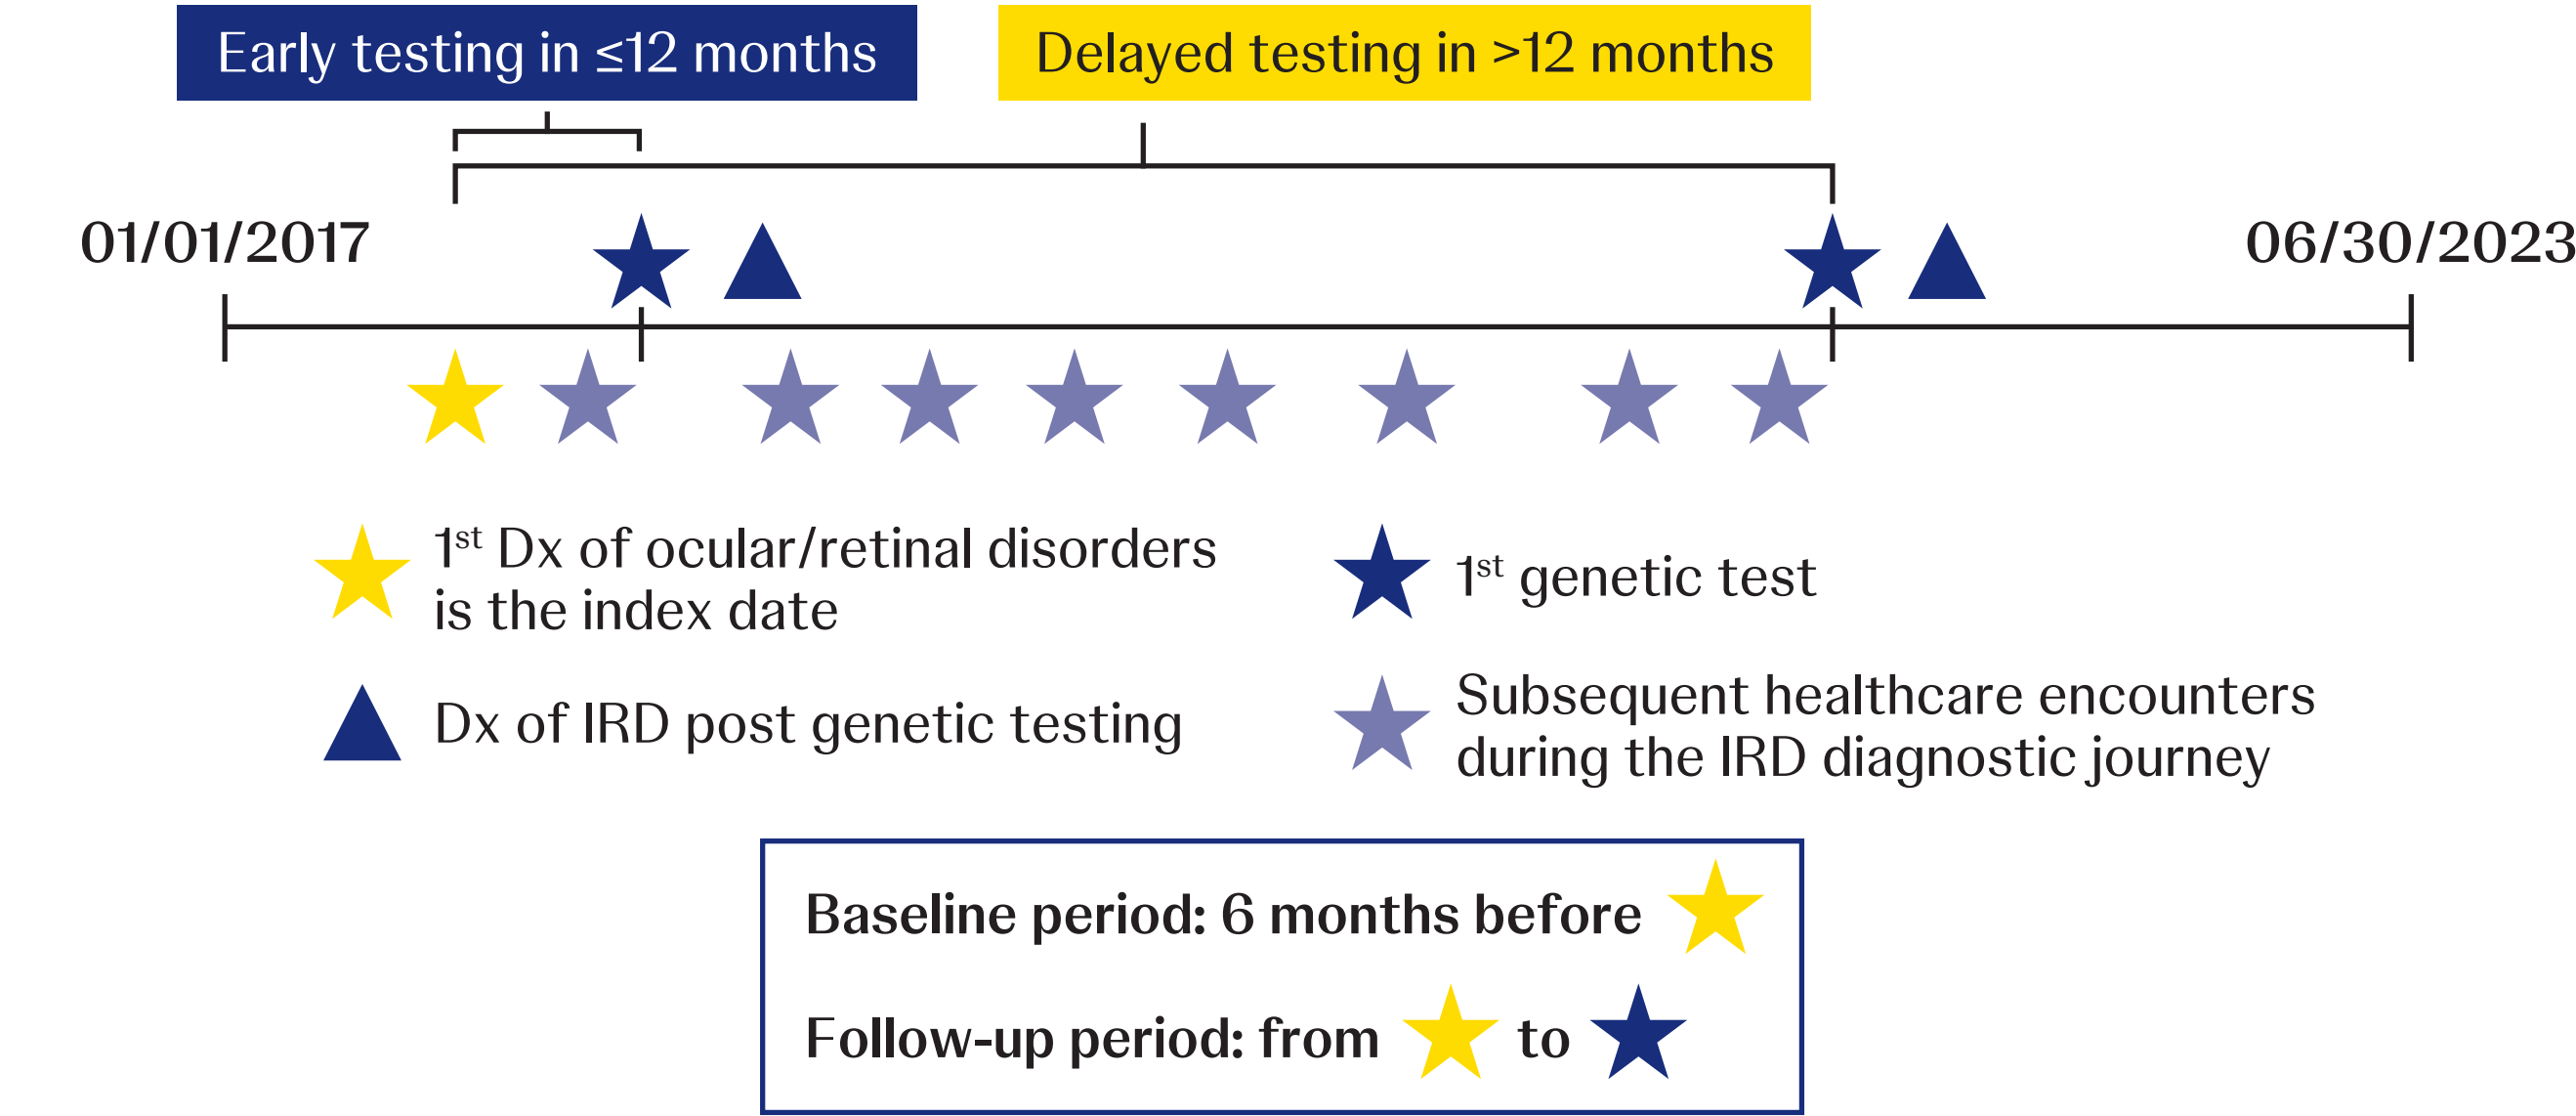 Early testing in ≤12 months
Delayed testing in >12 months
01/01/2017
06/30/2023
1st Dx of ocular/retinal disorders
is the index date
1st genetic test
Dx of IRD post genetic testing
Subsequent healthcare encounters
during the IRD diagnostic journey
Baseline period: 6 months before
Follow-up period: from to